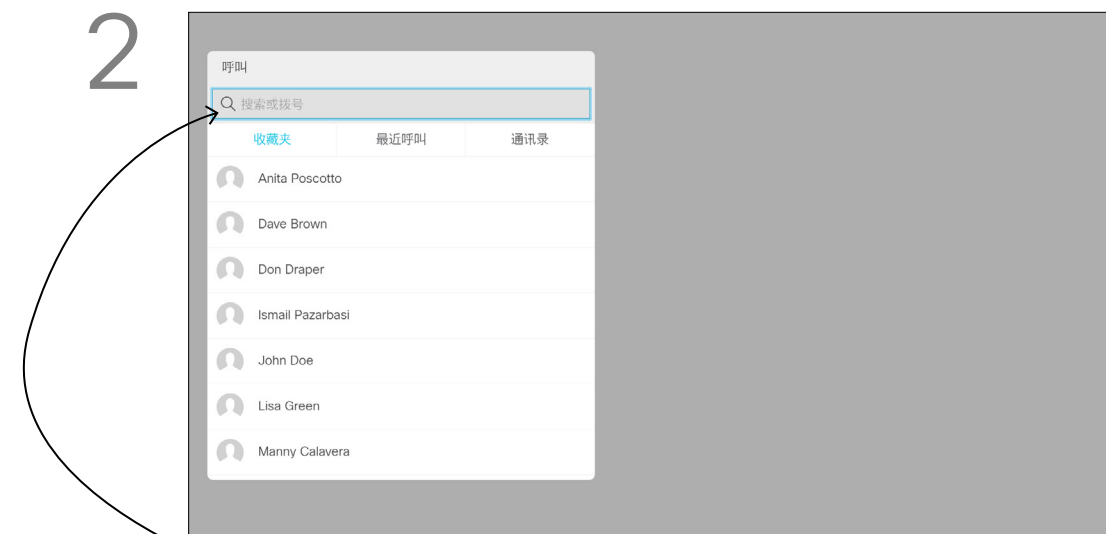 2
呼叫
搜索或拨号
收藏夹 最近呼叫 通讯录
Anita Poscotto
Dave Brown
Don Draper
Ismail Pazarbasi
John Doe
Lisa Green
Manny Calavera